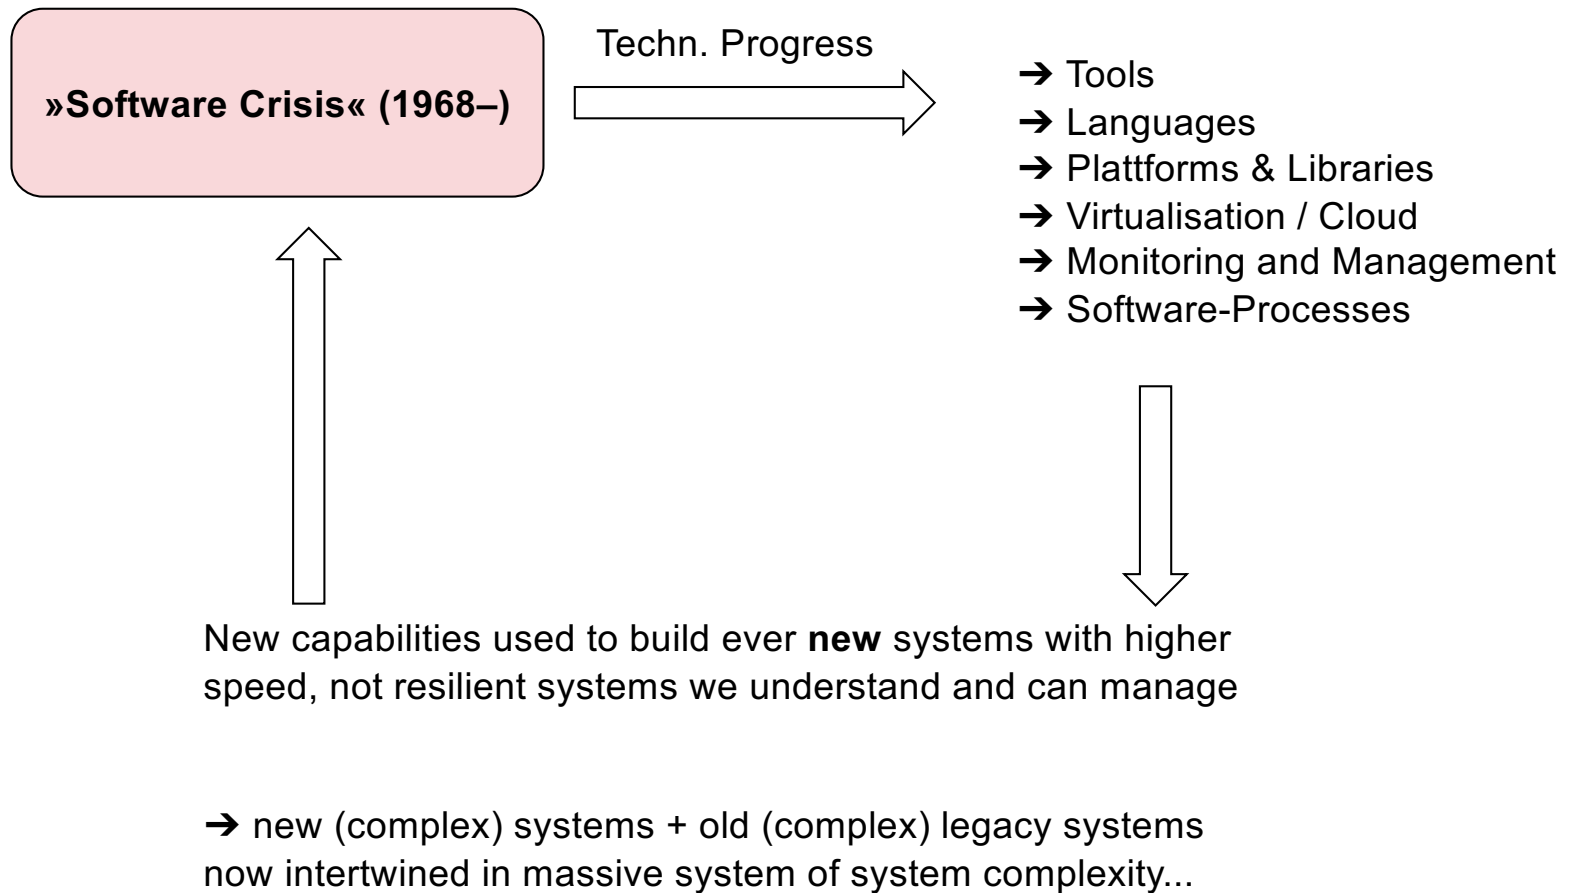 »Software Crisis« (1968–)
Techn. Progress
➔ Tools
➔ Languages
➔ Plattforms & Libraries
➔ Virtualisation / Cloud
➔ Monitoring and Management
➔ Software-Processes
New capabilities used to build ever new systems with higher
speed, not resilient systems we understand and can manage
➔ new (complex) systems + old (complex) legacy systems
now intertwined in massive system of system complexity...